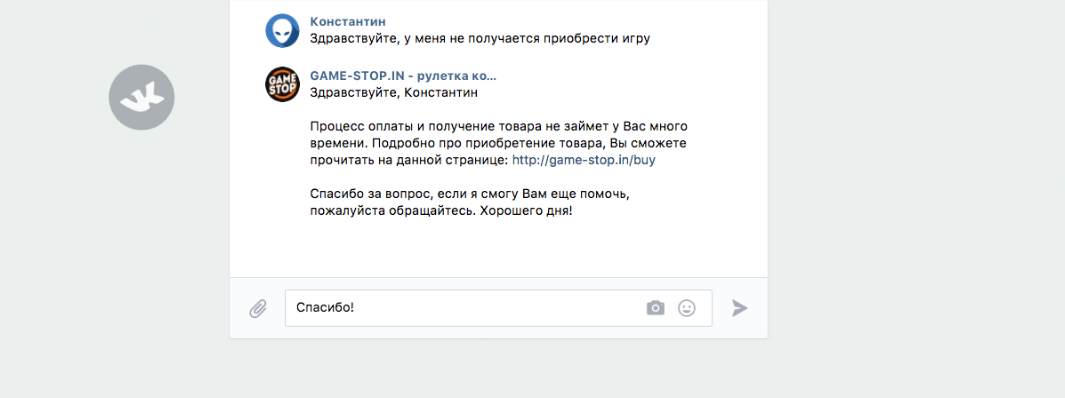 Константин
Здравствуйте, у меня не получается приобрести игру
GAME-STOP.IN - рулетка ко...
GAME
STOP
Здравствуйте, Константин
Процесс оплаты и получение товара не займет у Вас много
времени. Подробно про приобретение товара, Вы сможете
прочитать на данной странице: http://game-stop.in/buy
Спасибо за вопрос, если я смогу Вам еще помочь,
пожалуйста обращайтесь. Хорошего дня!
Спасибо!